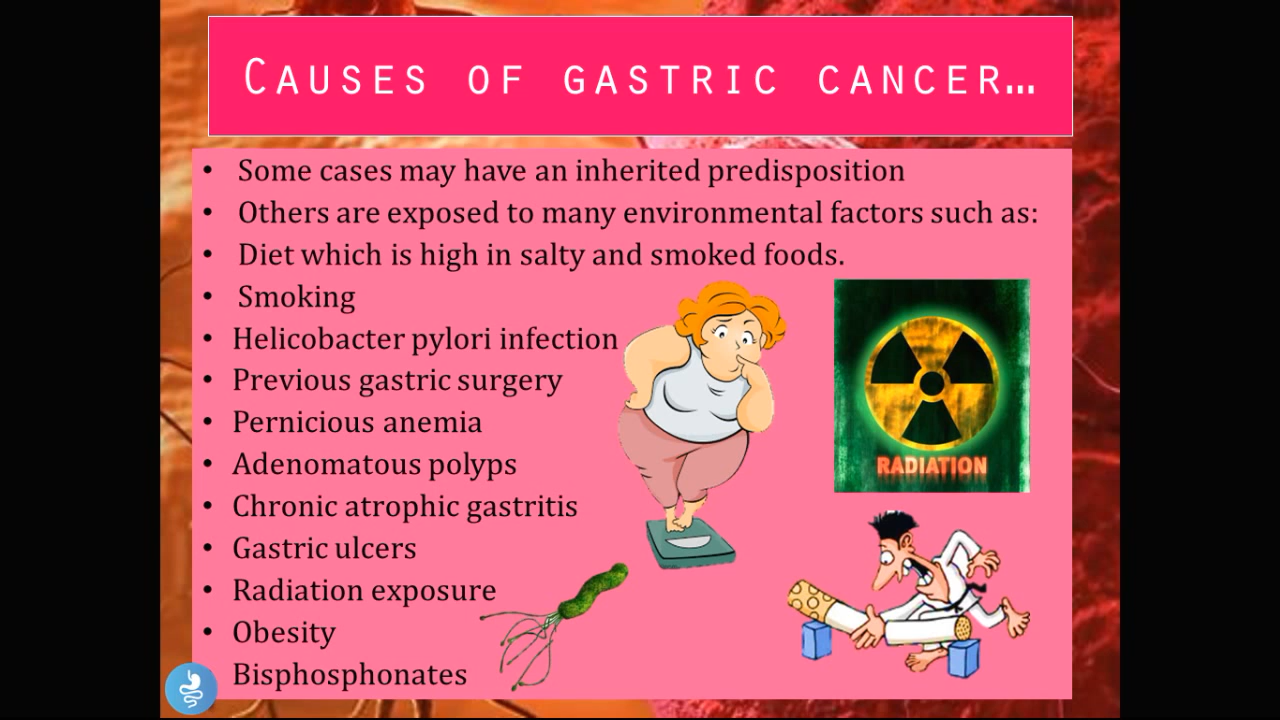 CAUSES OF GASTRIC CANCER…
• Some cases may have an inherited predisposition
• Others are exposed to many environmental factors such as:
• Diet which is high in salty and smoked foods.
• Smoking
• Helicobacter pylori infection
• Previous gastric surgery
• Pernicious anemia
• Adenomatous polyps
• Chronic atrophic gastritis
• Gastric ulcers
• Radiation exposure
• Obesity
Bisphosphonates
RADIATION